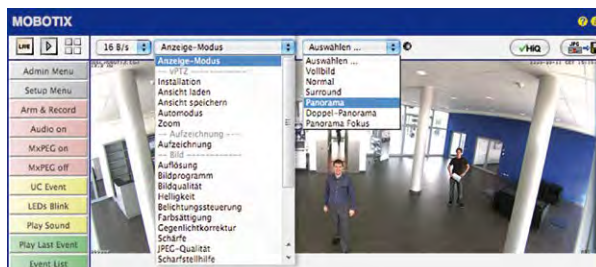 MOBOTIX
LIVE
16 B/s
Anzeige-Modus
Auswählen ...
HiQ
Admin Menu
Setup Menu
Arm & Record
Audio on
MxPEG on
MxPEG off
UC Event
LEDs Blink
Play Sound
Play Last Event
Event List
Anzeige-Modus
-- vPTZ --
Installation
Ansicht laden
Ansicht speichern
Automodus
Zoom
-- Aufzeichnung --
Aufzeichnung
-- Bild --
Auflösung
Bildprogramm
Bildqualität
Helligkeit
Belichtungssteuerung
Farbsättigung
Gegenlichtkorrektur
Schärfe
JPEG-Qualität
Scharfstellhilfe
Auswählen ...
Vollbild
Normal
Surround
Panorama
Doppel-Panorama
Panorama Fokus